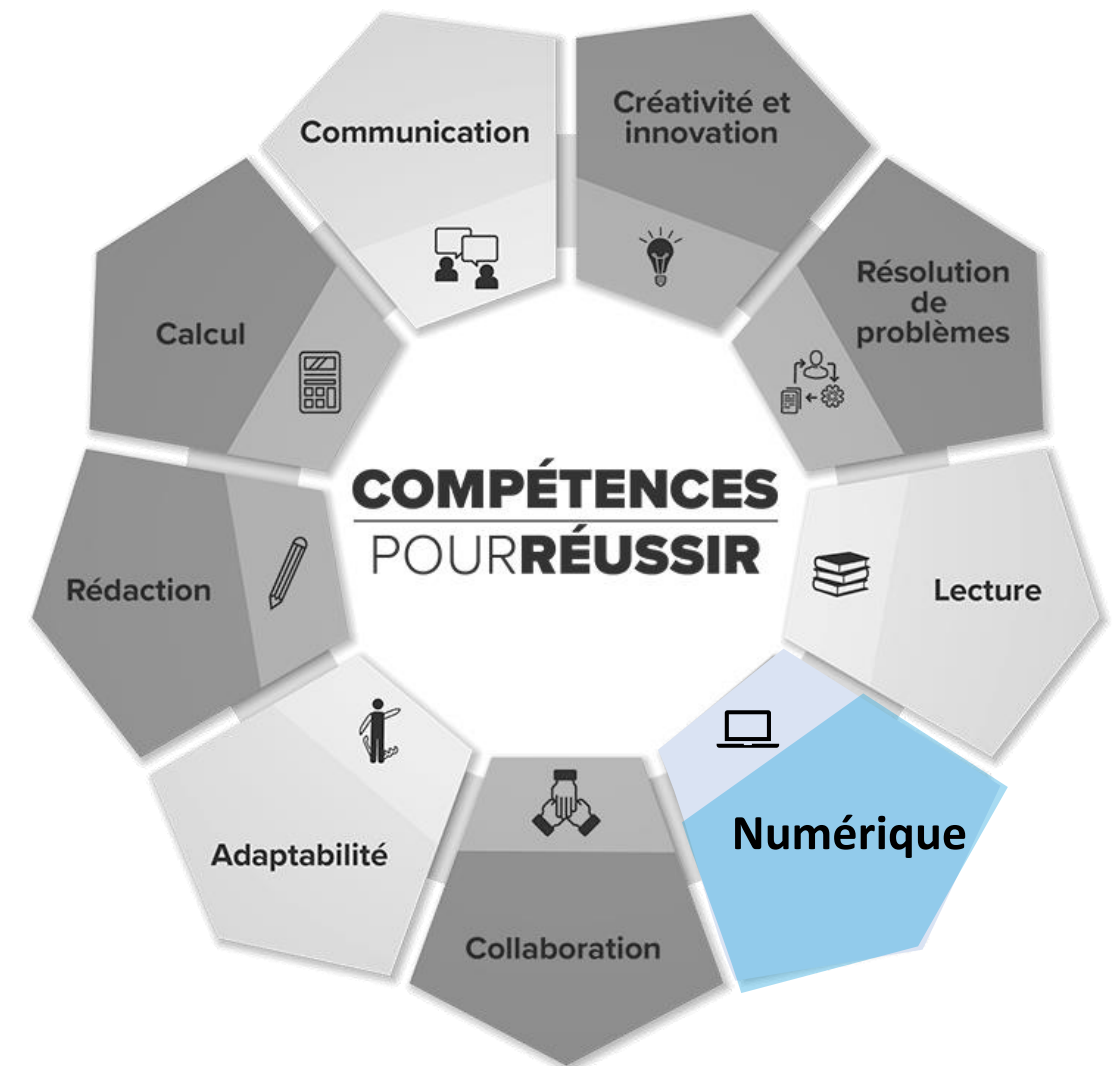 Communication
Créativité et
innovation
Résolution
de
problèmes
Calcul
COMPÉTENCES
POURRÉUSSIR
Rédaction
Lecture
Numérique
Adaptabilité
Collaboration